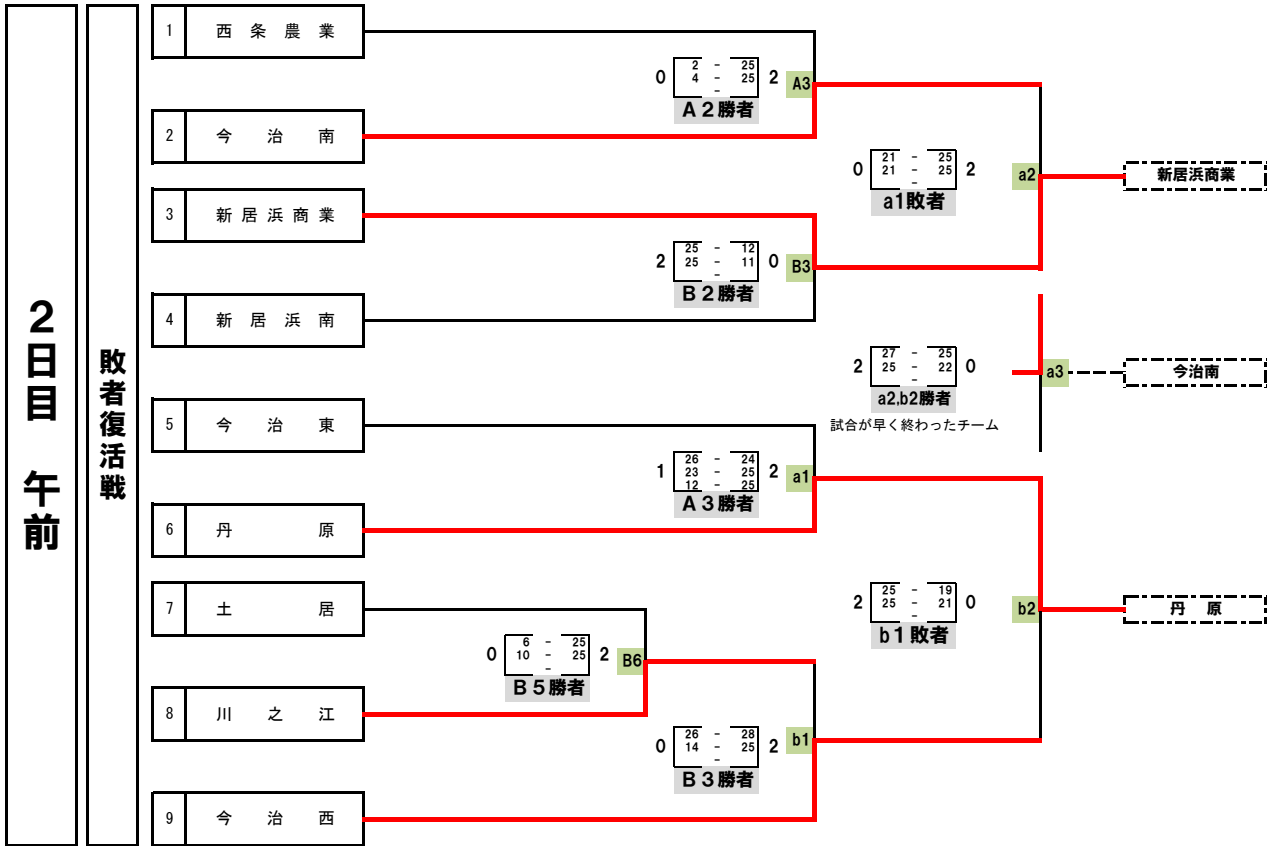 2日目 午前
敗者復活戦
1 西条農業
0 2 - 25 2 A3
4 - 25
-
A2勝者
2 今治南
0 21 - 25 2 a2 新居浜商業
21 - 25
-
a1敗者
3 新居浜商業
2 25 - 12 0 B3
25 - 11
-
B2勝者
4 新居浜南
2 27 - 25 0 a3 今治南
25 - 22
-
a2,b2勝者
試合が早く終わったチーム
5 今治東
1 26 - 24 2 a1
23 - 25
12 - 25
A3勝者
6 丹原
2 25 - 19 0 b2 丹原
25 - 21
-
b1敗者
7 土居
0 6 - 25 2 B6
10 - 25
-
B5勝者
8 川之江
0 26 - 28 2 b1
14 - 25
-
B3勝者
9 今治西